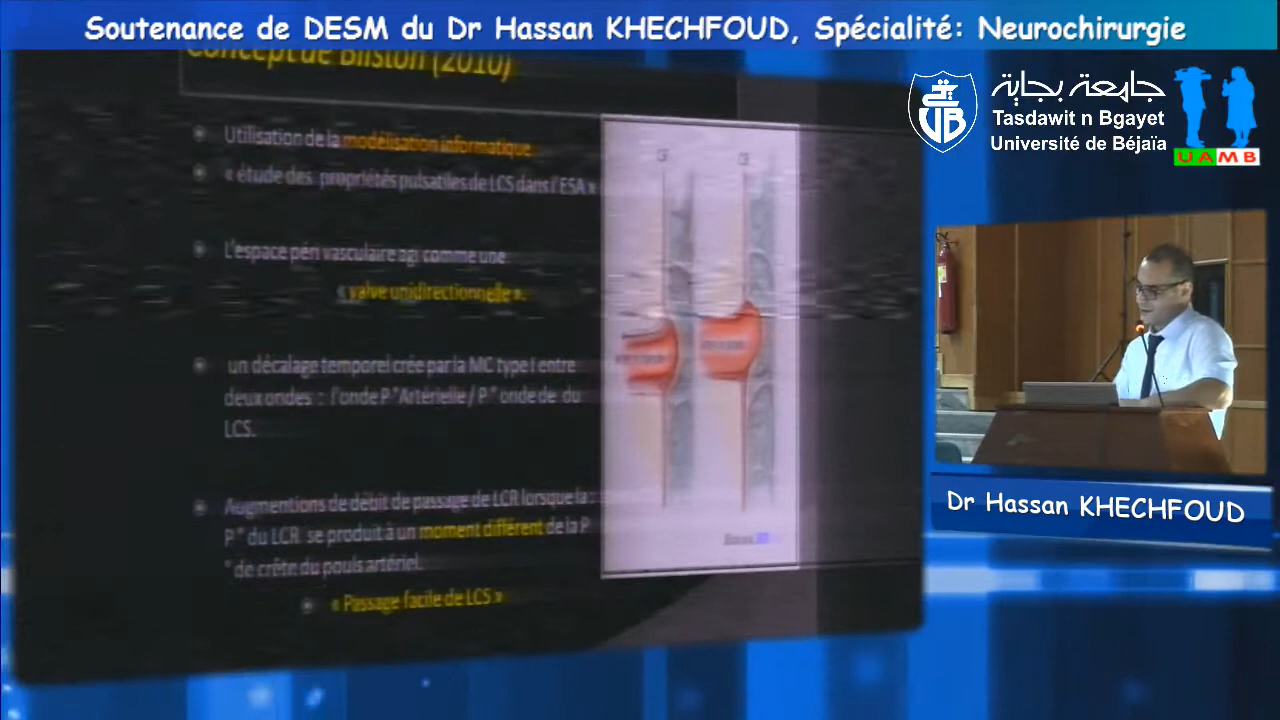 Soutenance de DESM du Dr Hassan KHECHFOUD, Spécialité: Neurochirurgie
Concept de Bilston (2010)
Utilisation de la modélisation informatique
« étude des propriétés pulsatiles de LCS dans l'ESA »
L'espace péri vasculaire agi comme une
« valve unidirectionnelle ».
un décalage temporel crée par la MC type I entre
deux ondes : l'onde P° Artérielle / P° onde de du
LCS.
Augmentions de débit de passage de LCR lorsque la :
P° du LCR se produit à un moment différent de la P
° de crête du pouls artériel.
« Passage facile de LCS »
جامعة بجاية
Tasdawit n Bgayet
Université de Béjaïa
UB
UAMB
Dr Hassan KHECHFOUD